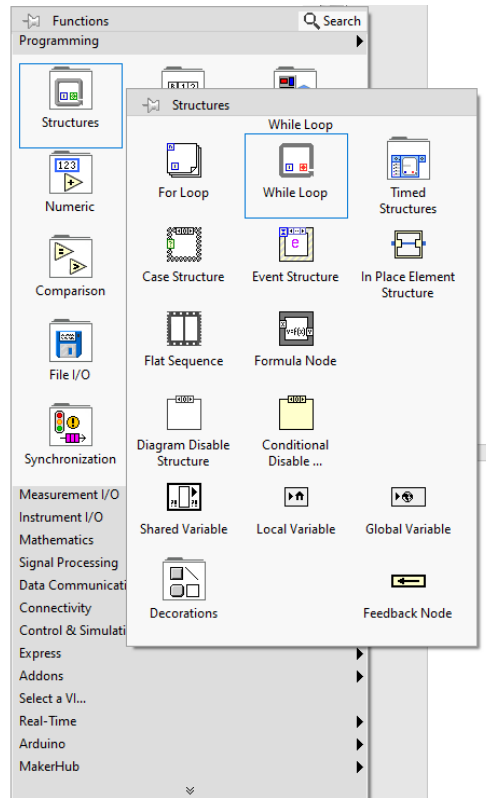 Functions
Search
Programming
Structures
Numeric
123
Comparison
File I/O
Synchronization
Measurement I/O
Instrument I/O
Mathematics
Signal Processing
Data Communicati
Connectivity
Control & Simulati
Express
Addons
Select a VI...
Real-Time
Arduino
MakerHub
Structures
While Loop
For Loop
While Loop
Timed
Structures
Case Structure
Event Structure
In Place Element
Structure
Flat Sequence
Formula Node
Diagram Disable
Structure
Conditional
Disable ...
Shared Variable
Local Variable
Global Variable
Decorations
Feedback Node